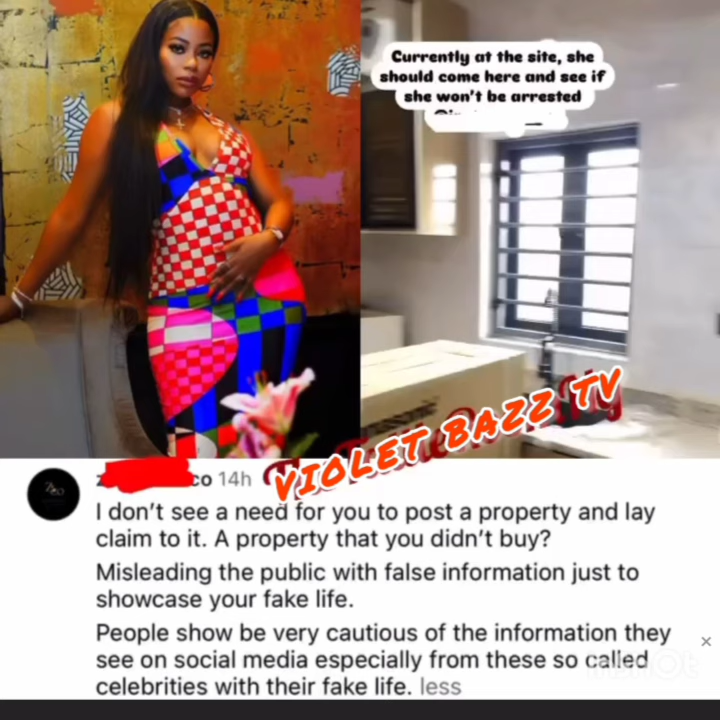 Currently at the site, she
should come here and see if
she won't be arrested
VIOLET BAZZ TV
co 14h
I don't see a need for you to post a property and lay
claim to it. A property that you didn't buy?
Misleading the public with false information just to
showcase your fake life.
People show be very cautious of the information they
see on social media especially from these so called
celebrities with their fake life. less